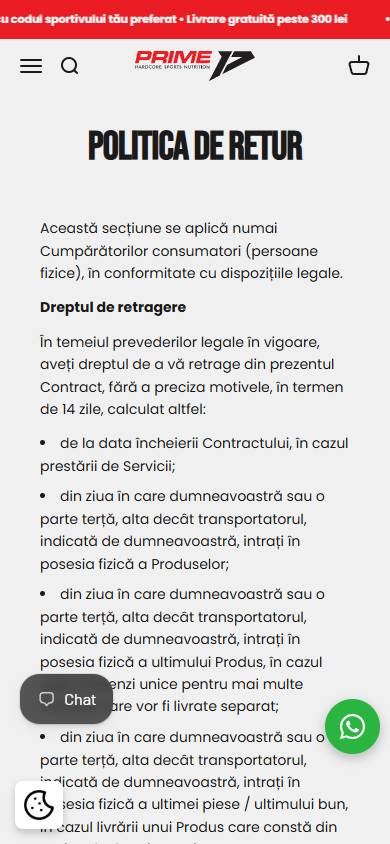 cu codul sportivului tău preferat • Livrare gratuită peste 300 lei
PRIME
HARDCORE SPORTS NUTRITION
POLITICA DE RETUR
Această secțiune se aplică numai
Cumpărătorilor consumatori (persoane
fizice), în conformitate cu dispozițiile legale.
Dreptul de retragere
În temeiul prevederilor legale în vigoare,
aveți dreptul de a vă retrage din prezentul
Contract, fără a preciza motivele, în termen
de 14 zile, calculat altfel:
• de la data încheierii Contractului, în cazul
prestării de Servicii;
• din ziua în care dumneavoastră sau o
parte terță, alta decât transportatorul,
indicată de dumneavoastră, intrați în
posesia fizică a Produselor;
• din ziua în care dumneavoastră sau o
parte terță, alta decât transportatorul,
indicată de dumneavoastră, intrați în
posesia fizică a ultimului Produs, în cazul
unice pentru mai multe
vor fi livrate separat;
Chat
• din ziua în care dumneavoastră sau o
parte terță, alta decât transportatorul,
indicată de dumneavoastră, intrați în
posesia fizică a ultimei piese / ultimului bun,
în cazul livrării unui Produs care constă din